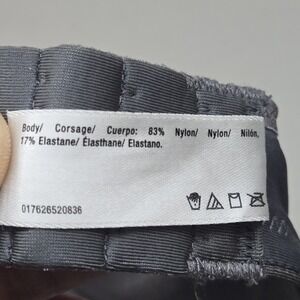 Body/ Corsage/ Cuerpo: 83% Nylon/ Nylon/ Nilón,
17% Elastane/ Élasthane/ Elastano.
017626520836